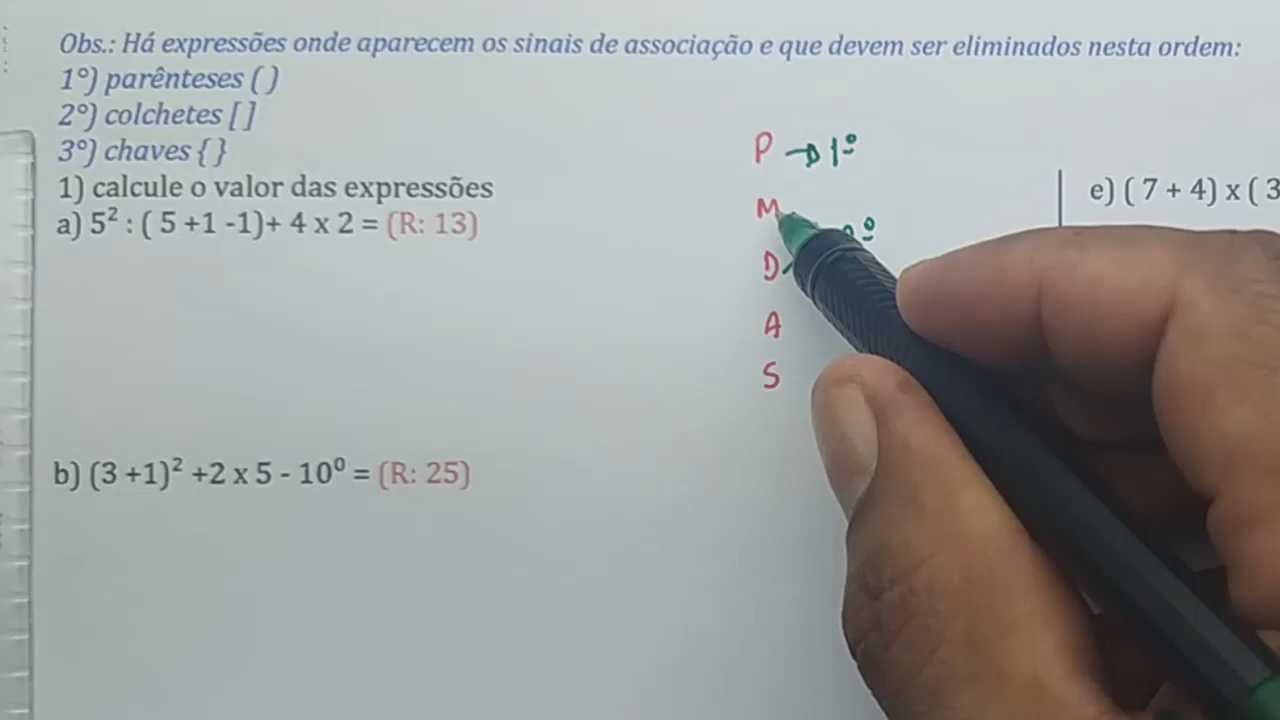 Obs.: Há expressões onde aparecem os sinais de associação e que devem ser eliminados nesta ordem:
1°) parênteses ( )
2°) colchetes [ ]
3°) chaves { }
1) calcule o valor das expressões
a) 5² : ( 5 +1 -1)+ 4 x 2 = (R: 13)
b) (3 +1)² +2 x 5 - 10⁰ = (R: 25)
P → 1º
M
D
A
S
e) ( 7 + 4) x ( 3